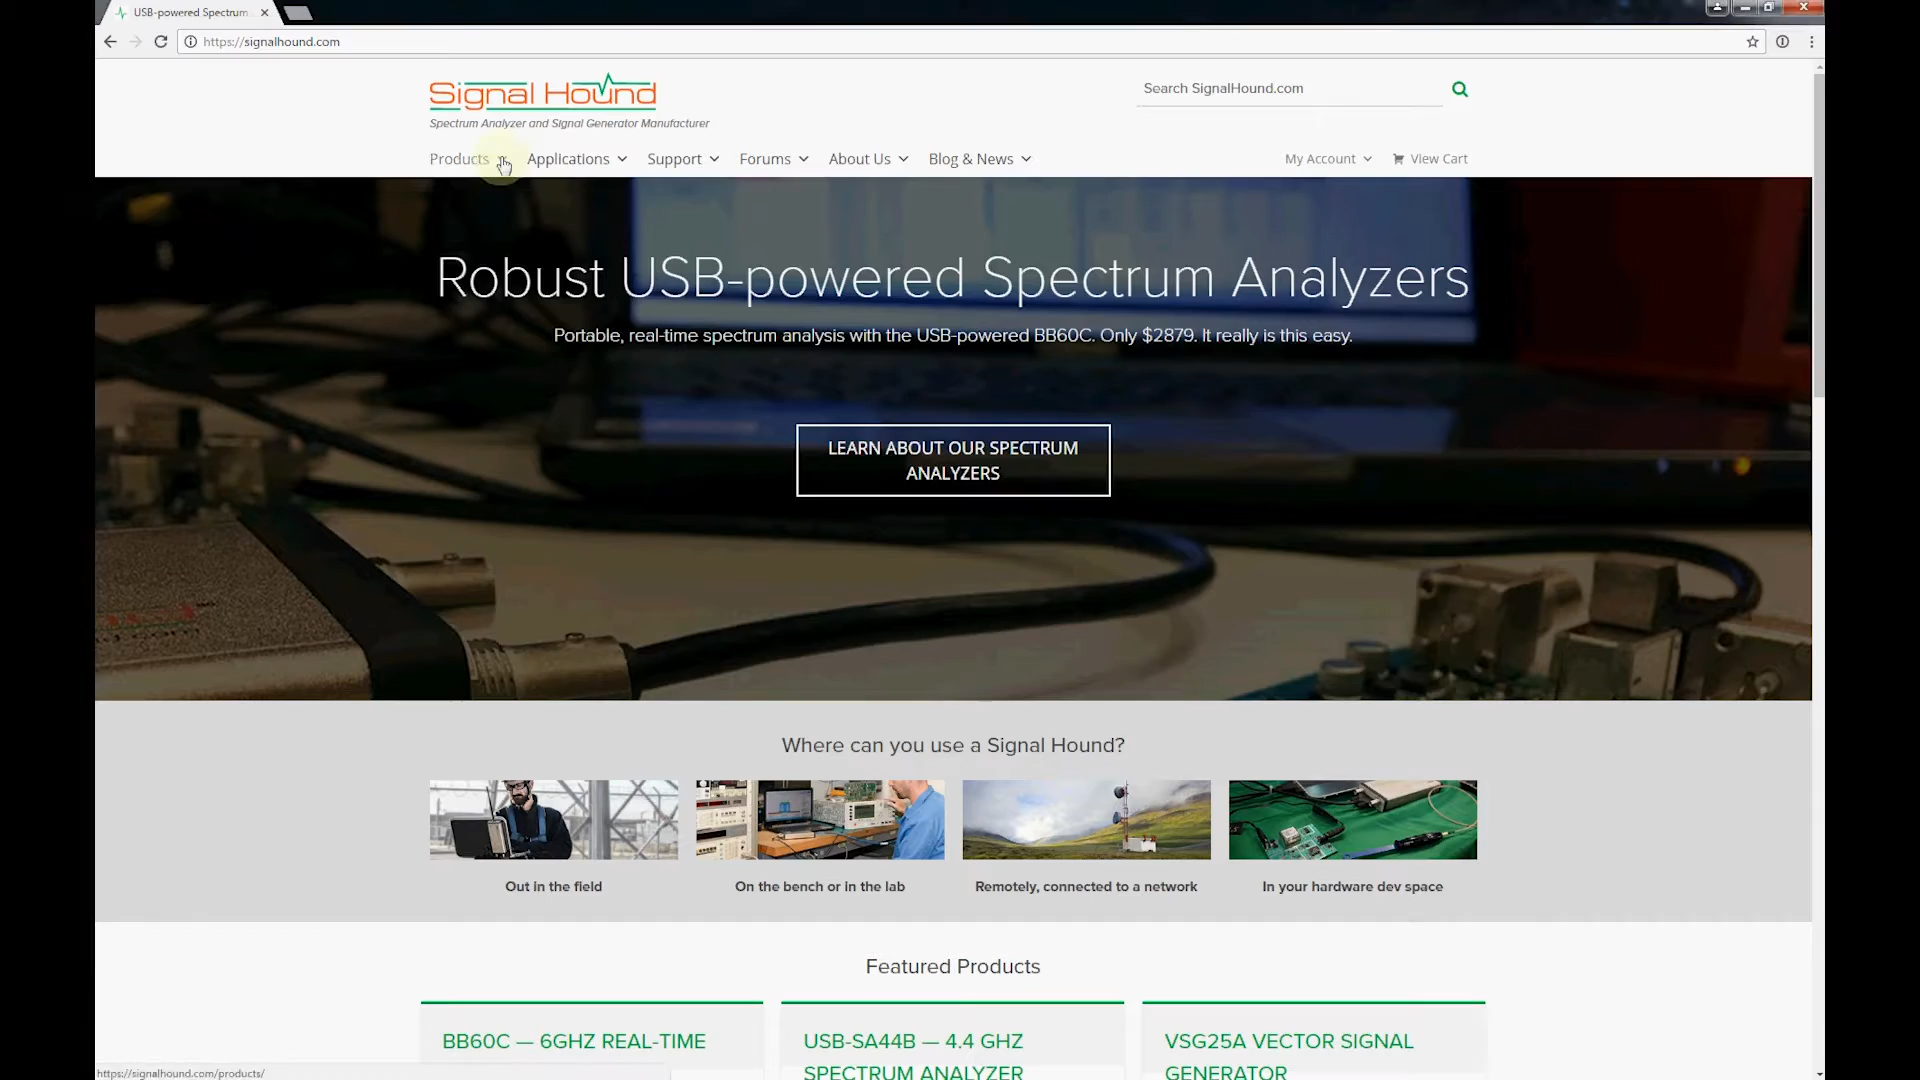 USB-powered Spectrum
https://signalhound.com
Signal Hound
Search SignalHound.com
Spectrum Analyzer and Signal Generator Manufacturer
Products Applications Support Forums About Us Blog & News My Account View Cart
Robust USB-powered Spectrum Analyzers
Portable, real-time spectrum analysis with the USB-powered BB60C. Only $2879. It really is this easy.
LEARN ABOUT OUR SPECTRUM
ANALYZERS
Where can you use a Signal Hound?
Out in the field
On the bench or in the lab
Remotely, connected to a network
In your hardware dev space
Featured Products
BB60C — 6GHZ REAL-TIME
USB-SA44B — 4.4 GHZ
SPECTRUM ANALYZER
VSG25A VECTOR SIGNAL
GENERATOR
https://signalhound.com/products/